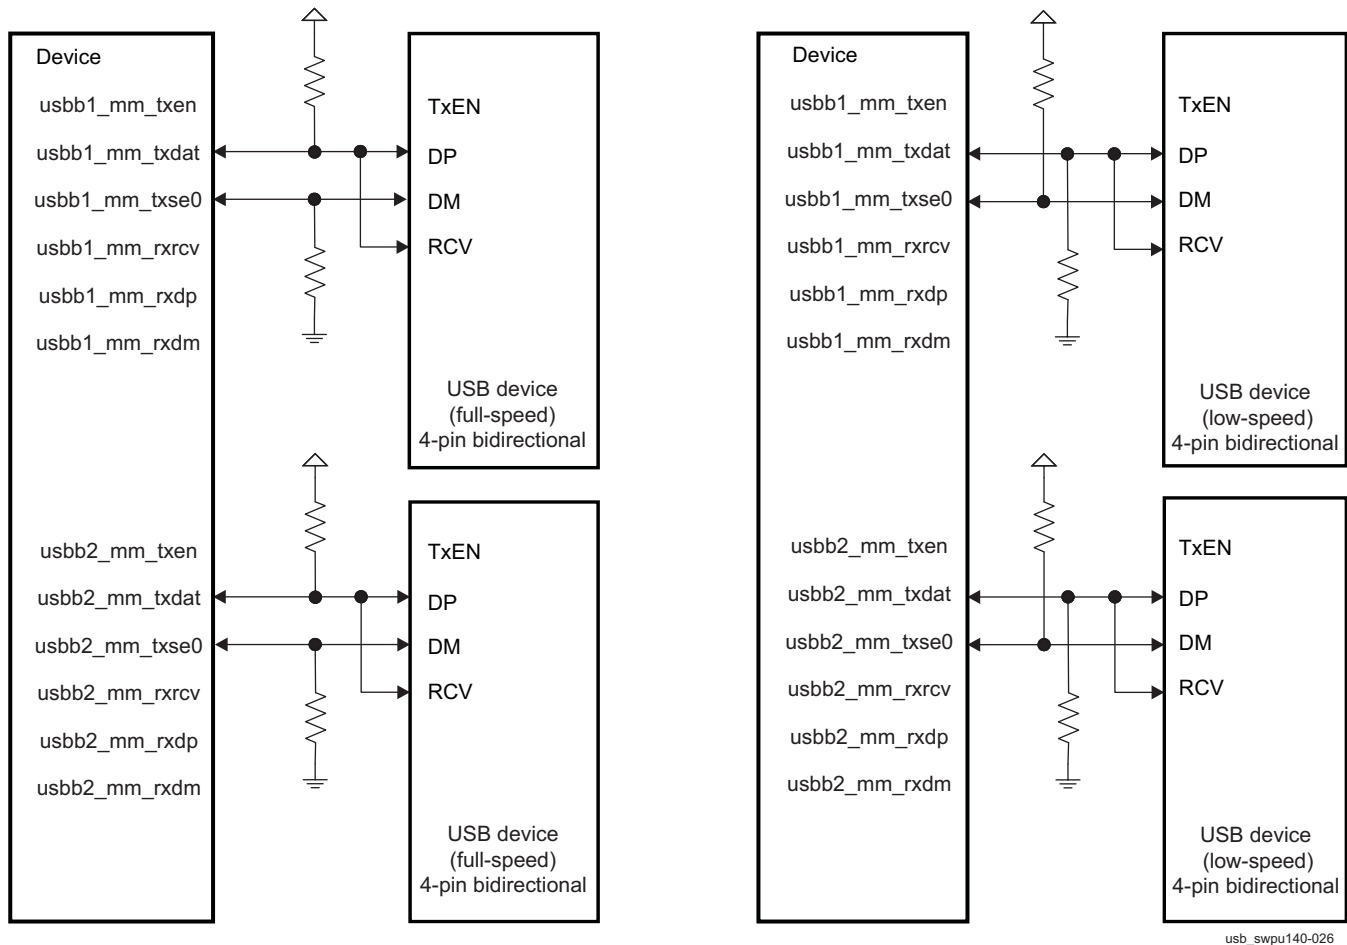 Device
usbb1_mm_txen
usbb1_mm_txdat
usbb1_mm_txse0
usbb1_mm_rxrcv
usbb1_mm_rxdp
usbb1_mm_rxdm
TxEN
DP
DM
RCV
USB device
(full-speed)
4-pin bidirectional
usbb2_mm_txen
usbb2_mm_txdat
usbb2_mm_txse0
usbb2_mm_rxrcv
usbb2_mm_rxdp
usbb2_mm_rxdm
TxEN
DP
DM
RCV
USB device
(full-speed)
4-pin bidirectional
Device
usbb1_mm_txen
usbb1_mm_txdat
usbb1_mm_txse0
usbb1_mm_rxrcv
usbb1_mm_rxdp
usbb1_mm_rxdm
TxEN
DP
DM
RCV
USB device
(low-speed)
4-pin bidirectional
usbb2_mm_txen
usbb2_mm_txdat
usbb2_mm_txse0
usbb2_mm_rxrcv
usbb2_mm_rxdp
usbb2_mm_rxdm
TxEN
DP
DM
RCV
USB device
(low-speed)
4-pin bidirectional
usb_swpu140-026